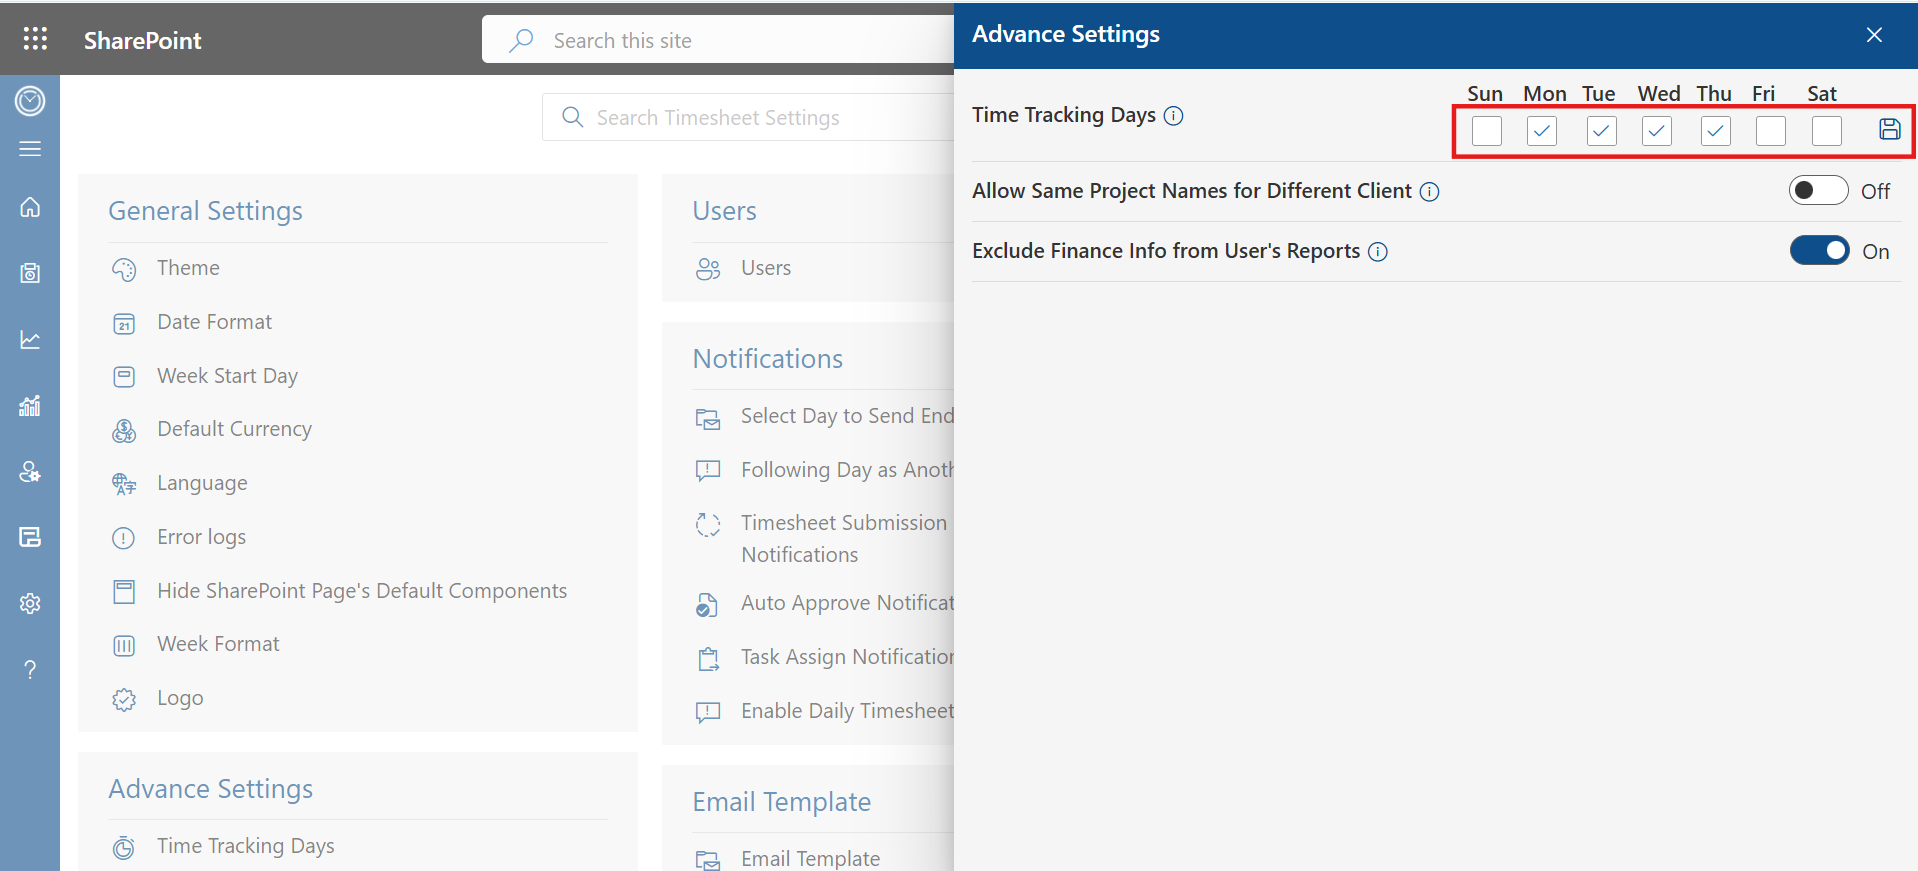 SharePoint
Search this site
Search Timesheet Settings
General Settings
Theme
21
Date Format
Week Start Day
Default Currency
Language
Error logs
Hide SharePoint Page's Default Components
Week Format
Logo
Advance Settings
Time Tracking Days
Users
Users
Notifications
Select Day to Send End
Following Day as Anoth
Timesheet Submission
Notifications
Auto Approve Notificat
Task Assign Notification
Enable Daily Timesheet
Email Template
Email Template
Advance Settings
Sun Mon Tue Wed Thu Fri Sat
Time Tracking Days
Allow Same Project Names for Different Client
Off
Exclude Finance Info from User's Reports
On